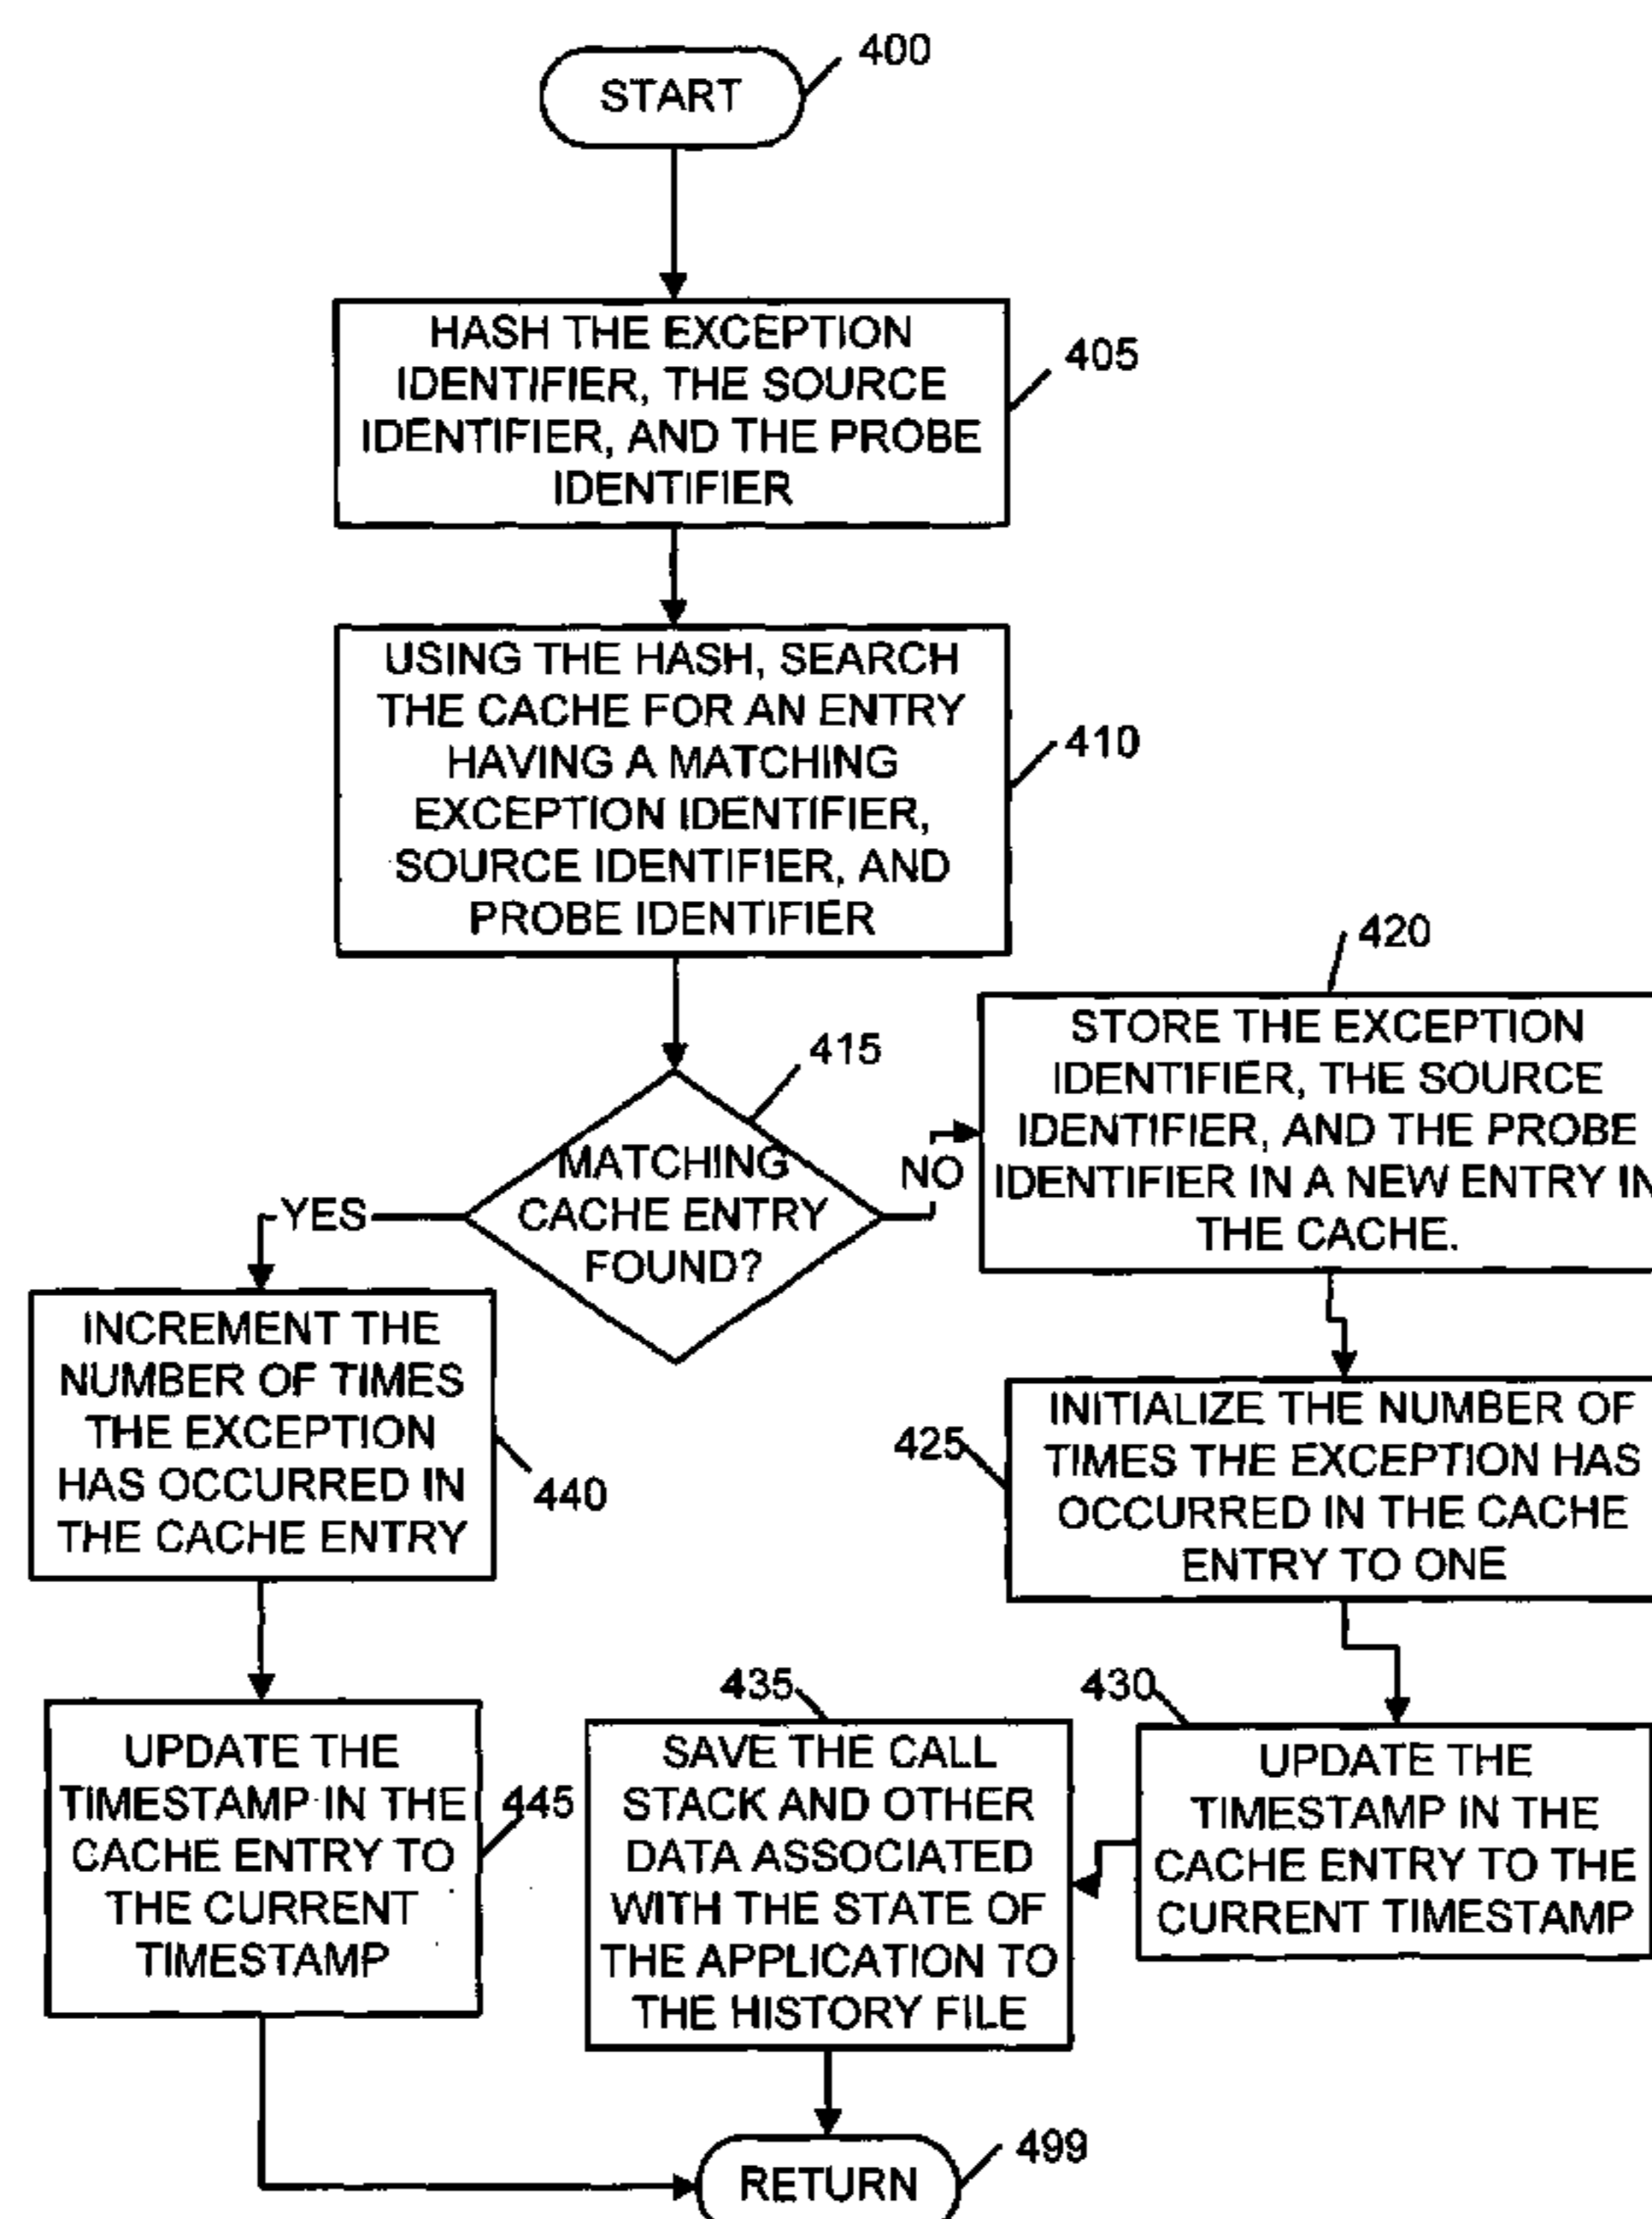 START
400
HASH THE EXCEPTION
IDENTIFIER, THE SOURCE
IDENTIFIER, AND THE PROBE
IDENTIFIER
405
USING THE HASH, SEARCH
THE CACHE FOR AN ENTRY
HAVING A MATCHING
EXCEPTION IDENTIFIER,
SOURCE IDENTIFIER, AND
PROBE IDENTIFIER
410
415
MATCHING
CACHE ENTRY
FOUND?
NO
YES
420
STORE THE EXCEPTION
IDENTIFIER, THE SOURCE
IDENTIFIER, AND THE PROBE
IDENTIFIER IN A NEW ENTRY IN
THE CACHE.
INCREMENT THE
NUMBER OF TIMES
THE EXCEPTION
HAS OCCURRED IN
THE CACHE ENTRY
440
425
INITIALIZE THE NUMBER OF
TIMES THE EXCEPTION HAS
OCCURRED IN THE CACHE
ENTRY TO ONE
UPDATE THE
TIMESTAMP IN THE
CACHE ENTRY TO
THE CURRENT
TIMESTAMP
445
435
SAVE THE CALL
STACK AND OTHER
DATA ASSOCIATED
WITH THE STATE OF
THE APPLICATION TO
THE HISTORY FILE
430
UPDATE THE
TIMESTAMP IN THE
CACHE ENTRY TO THE
CURRENT TIMESTAMP
RETURN
499